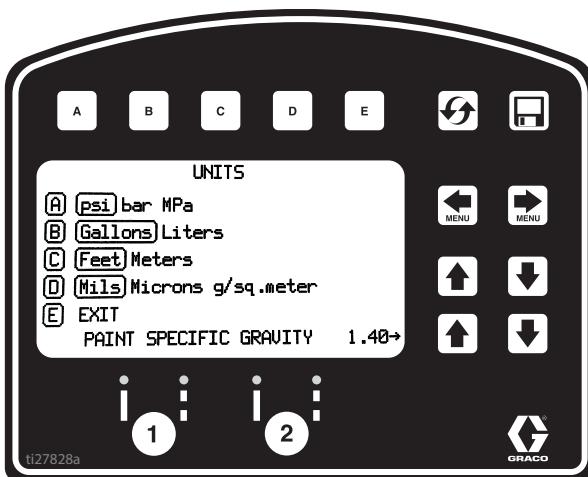 A B C D E
UNITS
A psi bar MPa
B Gallons Liters
C Feet Meters
D Mils Microns g/sq.meter
E EXIT
PAINT SPECIFIC GRAVITY 1.40→
MENU MENU
1 2
ti27828a
GRACO